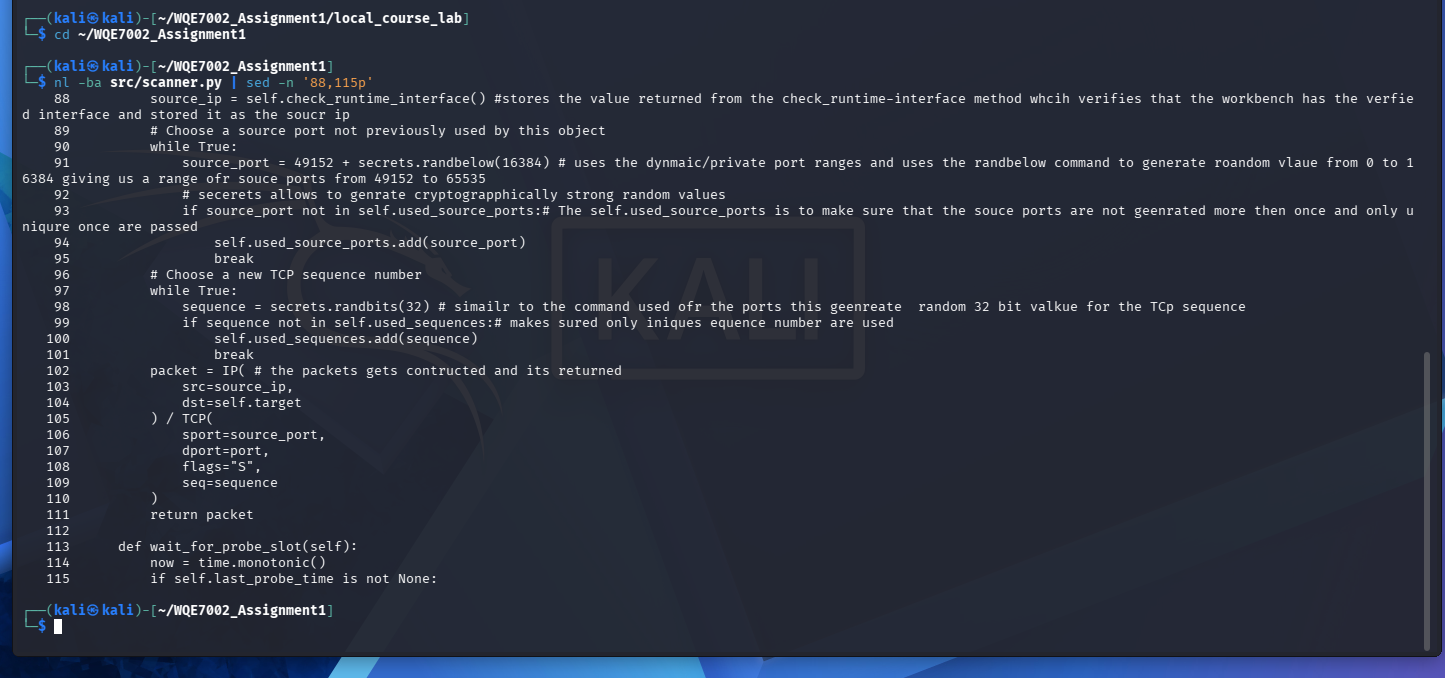 ┌──(kali㉿kali)-[~/WQE7002_Assignment1/local_course_lab]
└─$ cd ~/WQE7002_Assignment1
┌──(kali㉿kali)-[~/WQE7002_Assignment1]
└─$ nl -ba src/scanner.py | sed -n '88,115p'
88          source_ip = self.check_runtime_interface() #stores the value returned from the check_runtime-interface method whcih verifies that the workbench has the verfie
d interface and stored it as the soucr ip
89          # Choose a source port not previously used by this object
90          while True:
91              source_port = 49152 + secrets.randbelow(16384) # uses the dynmaic/private port ranges and uses the randbelow command to generate roandom vlaue from 0 to 1
6384 giving us a range ofr souce ports from 49152 to 65535
92              # secerets allows to genrate cryptograpphically strong random values
93              if source_port not in self.used_source_ports:# The self.used_source_ports is to make sure that the souce ports are not geenrated more then once and only u
niqure once are passed
94                  self.used_source_ports.add(source_port)
95                  break
96          # Choose a new TCP sequence number
97          while True:
98              sequence = secrets.randbits(32) # simailr to the command used ofr the ports this geenreate  random 32 bit valkue for the TCp sequence
99              if sequence not in self.used_sequences:# makes sured only iniques equence number are used
100                  self.used_sequences.add(sequence)
101                  break
102          packet = IP( # the packets gets contructed and its returned
103              src=source_ip,
104              dst=self.target
105          ) / TCP(
106              sport=source_port,
107              dport=port,
108              flags="S",
109              seq=sequence
110          )
111          return packet
112
113      def wait_for_probe_slot(self):
114          now = time.monotonic()
115          if self.last_probe_time is not None:
┌──(kali㉿kali)-[~/WQE7002_Assignment1]
└─$
KALI